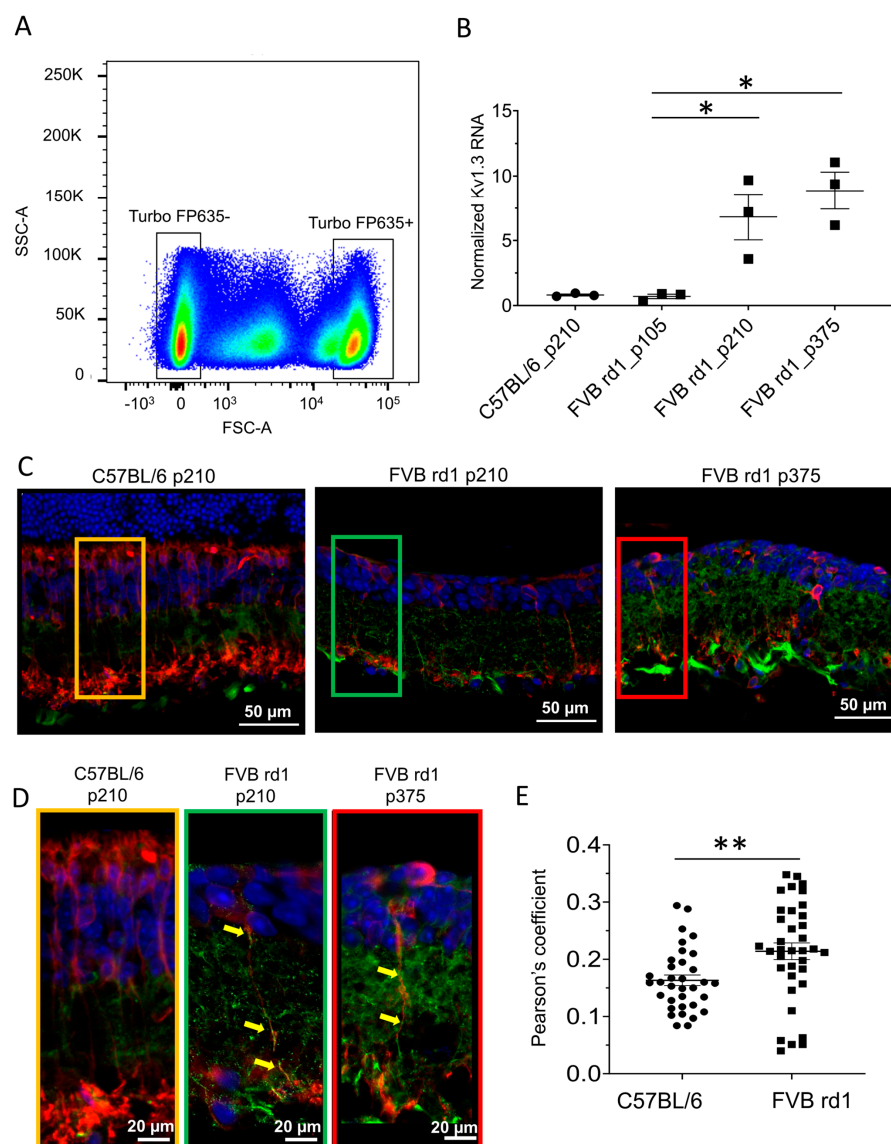 A
250K
200K
150K
100K
50K
0
SSC-A
Turbo FP635-
Turbo FP635+
-10³ 0 10³ 10⁴ 10⁵
FSC-A
B
*
*
15
10
5
0
Normalized Kv1.3 RNA
C57BL/6_p210
FVB rd1_p105
FVB rd1_p210
FVB rd1_p375
C
C57BL/6 p210
FVB rd1 p210
FVB rd1 p375
50 µm
50 µm
50 µm
D
C57BL/6
p210
FVB rd1
p210
FVB rd1
p375
20 µm
20 µm
20 µm
E
**
0.4
0.3
0.2
0.1
0.0
Pearson's coefficient
C57BL/6
FVB rd1